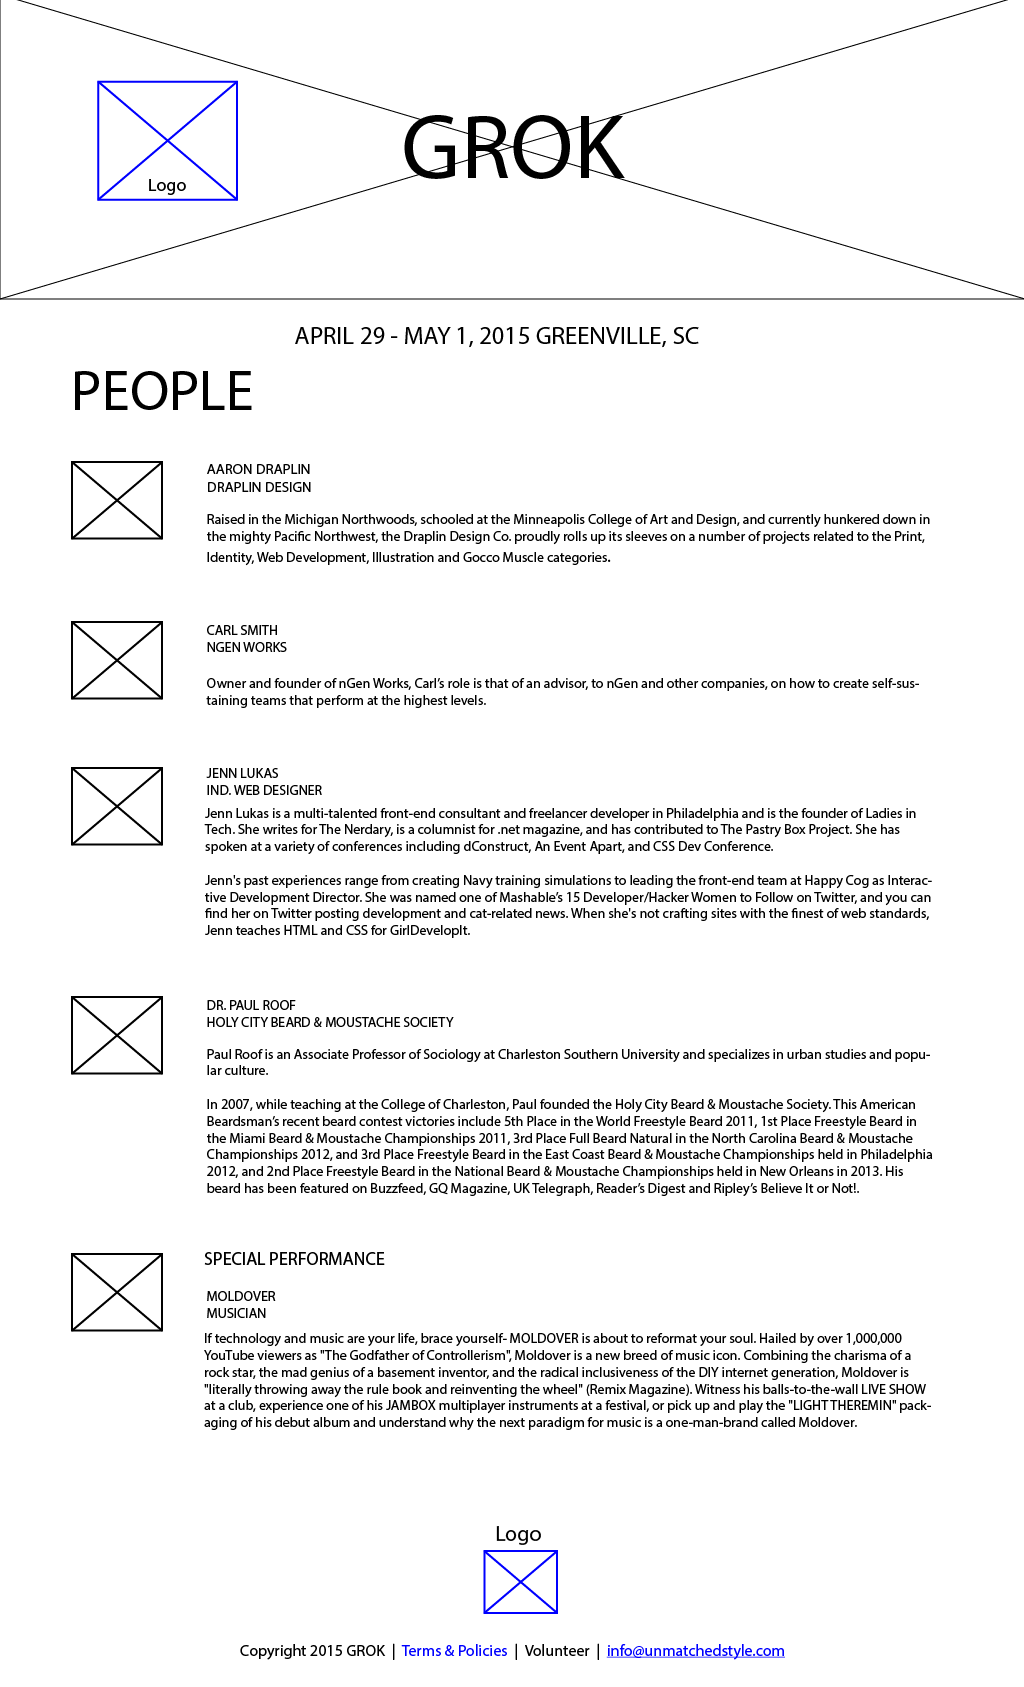 Logo
GROK
APRIL 29 - MAY 1, 2015 GREENVILLE, SC
PEOPLE
AARON DRAPLIN
DRAPLIN DESIGN
Raised in the Michigan Northwoods, schooled at the Minneapolis College of Art and Design, and currently hunkered down in
the mighty Pacific Northwest, the Draplin Design Co. proudly rolls up its sleeves on a number of projects related to the Print,
Identity, Web Development, Illustration and Gocco Muscle categories.
CARL SMITH
NGEN WORKS
Owner and founder of nGen Works, Carl’s role is that of an advisor, to nGen and other companies, on how to create self-sus-
taining teams that perform at the highest levels.
JENN LUKAS
IND. WEB DESIGNER
Jenn Lukas is a multi-talented front-end consultant and freelancer developer in Philadelphia and is the founder of Ladies in
Tech. She writes for The Nerdary, is a columnist for .net magazine, and has contributed to The Pastry Box Project. She has
spoken at a variety of conferences including dConstruct, An Event Apart, and CSS Dev Conference.
Jenn's past experiences range from creating Navy training simulations to leading the front-end team at Happy Cog as Interac-
tive Development Director. She was named one of Mashable’s 15 Developer/Hacker Women to Follow on Twitter, and you can
find her on Twitter posting development and cat-related news. When she's not crafting sites with the finest of web standards,
Jenn teaches HTML and CSS for GirlDevelopIt.
DR. PAUL ROOF
HOLY CITY BEARD & MOUSTACHE SOCIETY
Paul Roof is an Associate Professor of Sociology at Charleston Southern University and specializes in urban studies and popu-
lar culture.
In 2007, while teaching at the College of Charleston, Paul founded the Holy City Beard & Moustache Society. This American
Beardsman’s recent beard contest victories include 5th Place in the World Freestyle Beard 2011, 1st Place Freestyle Beard in
the Miami Beard & Moustache Championships 2011, 3rd Place Full Beard Natural in the North Carolina Beard & Moustache
Championships 2012, and 3rd Place Freestyle Beard in the East Coast Beard & Moustache Championships held in Philadelphia
2012, and 2nd Place Freestyle Beard in the National Beard & Moustache Championships held in New Orleans in 2013. His
beard has been featured on Buzzfeed, GQ Magazine, UK Telegraph, Reader’s Digest and Ripley’s Believe It or Not!.
SPECIAL PERFORMANCE
MOLDOVER
MUSICIAN
If technology and music are your life, brace yourself- MOLDOVER is about to reformat your soul. Hailed by over 1,000,000
YouTube viewers as "The Godfather of Controllerism", Moldover is a new breed of music icon. Combining the charisma of a
rock star, the mad genius of a basement inventor, and the radical inclusiveness of the DIY internet generation, Moldover is
"literally throwing away the rule book and reinventing the wheel" (Remix Magazine). Witness his balls-to-the-wall LIVE SHOW
at a club, experience one of his JAMBOX multiplayer instruments at a festival, or pick up and play the "LIGHT THEREMIN" pack-
aging of his debut album and understand why the next paradigm for music is a one-man-brand called Moldover.
Logo
Copyright 2015 GROK | Terms & Policies | Volunteer | info@unmatchedstyle.com